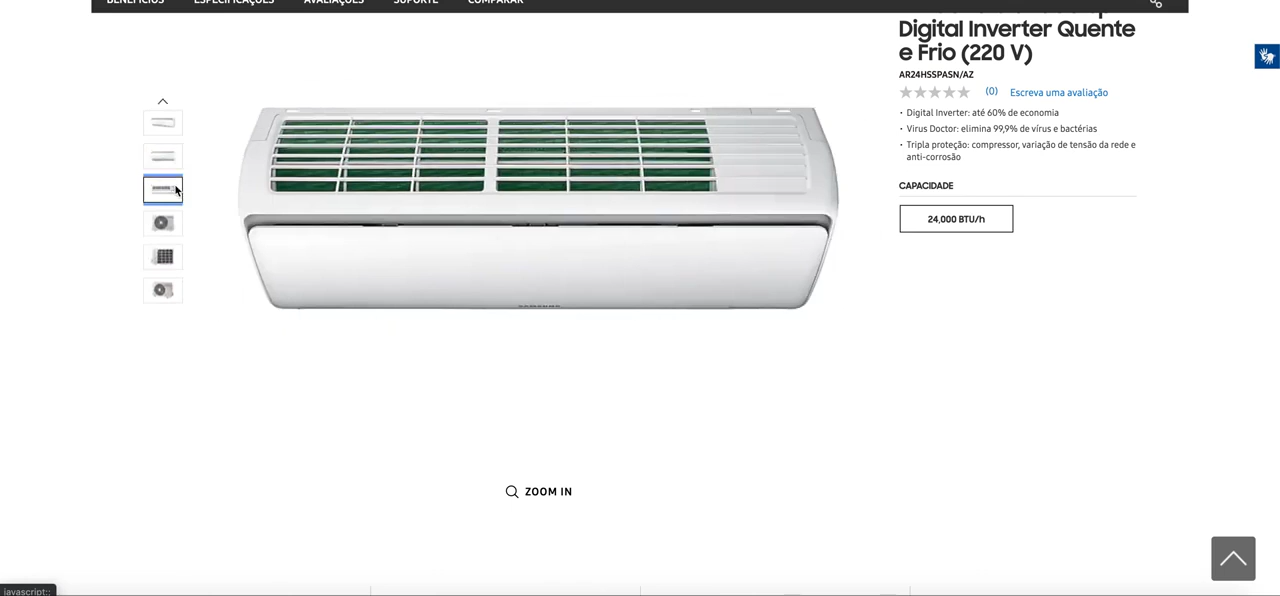 BENEFÍCIOS ESPECIFICAÇÕES AVALIAÇÕES SUPORTE COMPARAR
Digital Inverter Quente
e Frio (220 V)
AR24HSSPASN/AZ
(0) Escreva uma avaliação
· Digital Inverter: até 60% de economia
· Virus Doctor: elimina 99,9% de vírus e bactérias
· Tripla proteção: compressor, variação de tensão da rede e
anti-corrosão
CAPACIDADE
24,000 BTU/h
SAMSUNG
ZOOM IN
javascript:;